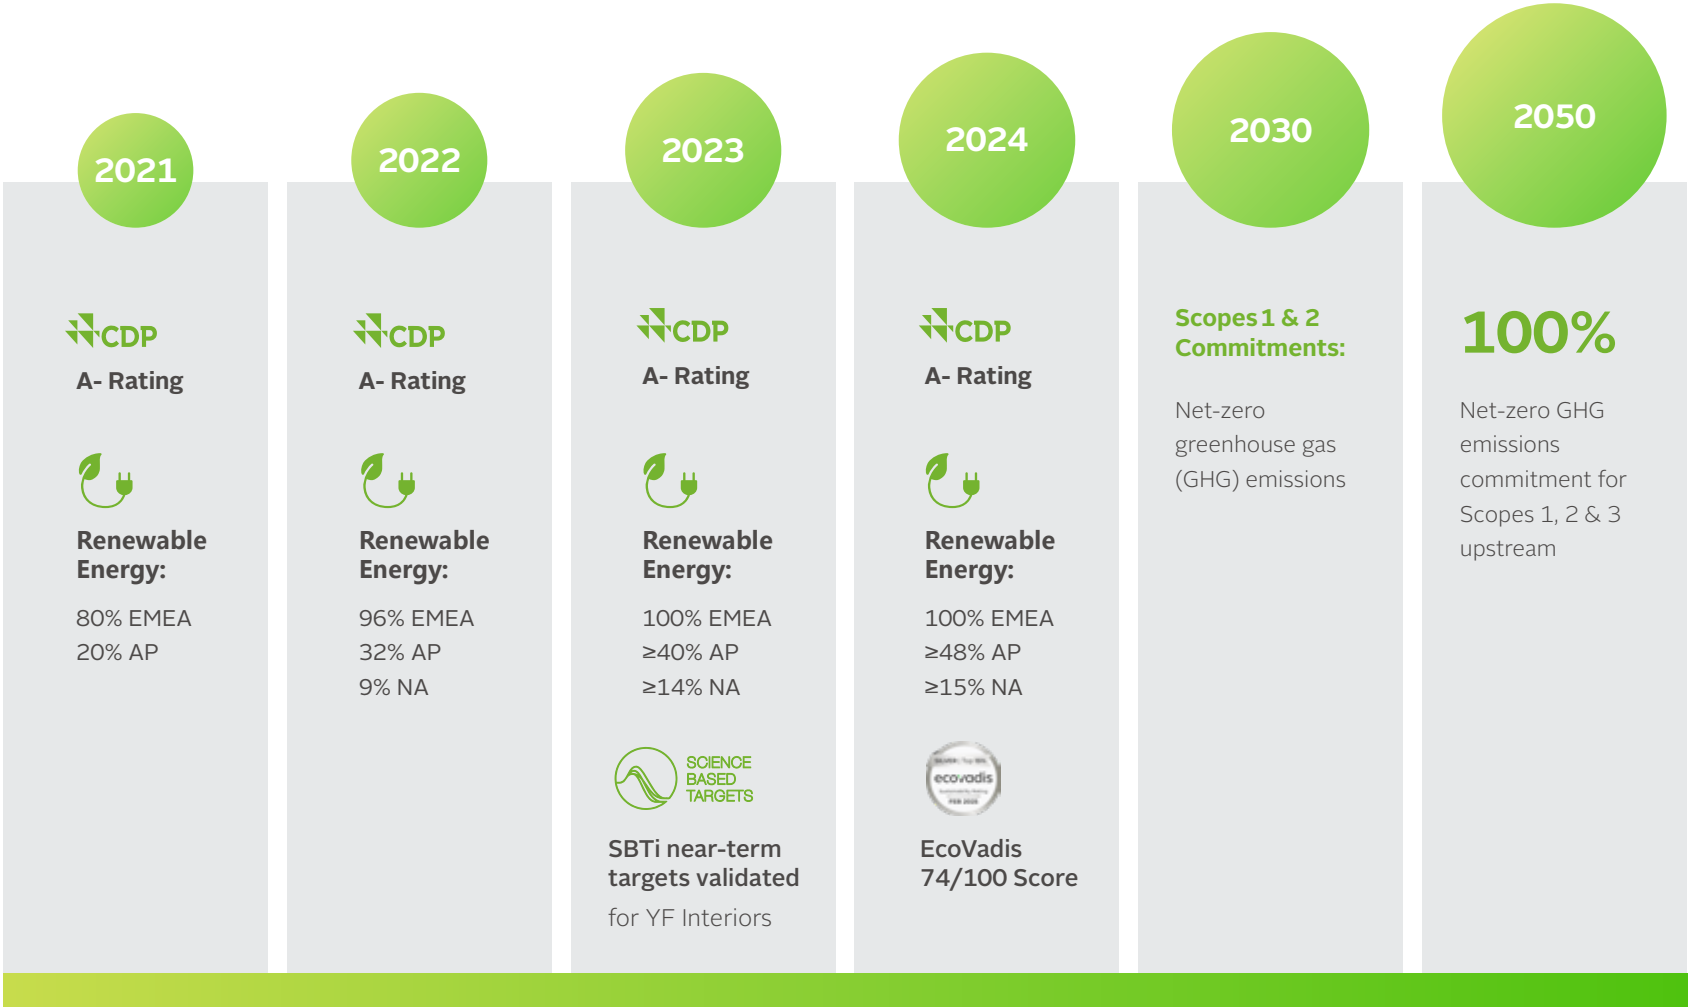 2021
CDP
A- Rating
Renewable
Energy:
80% EMEA
20% AP
2022
CDP
A- Rating
Renewable
Energy:
96% EMEA
32% AP
9% NA
2023
CDP
A- Rating
Renewable
Energy:
100% EMEA
≥40% AP
≥14% NA
SCIENCE
BASED
TARGETS
SBTi near-term
targets validated
for YF Interiors
2024
CDP
A- Rating
Renewable
Energy:
100% EMEA
≥48% AP
≥15% NA
ecovadis
EcoVadis
74/100 Score
2030
Scopes 1 & 2
Commitments:
Net-zero
greenhouse gas
(GHG) emissions
2050
100%
Net-zero GHG
emissions
commitment for
Scopes 1, 2 & 3
upstream